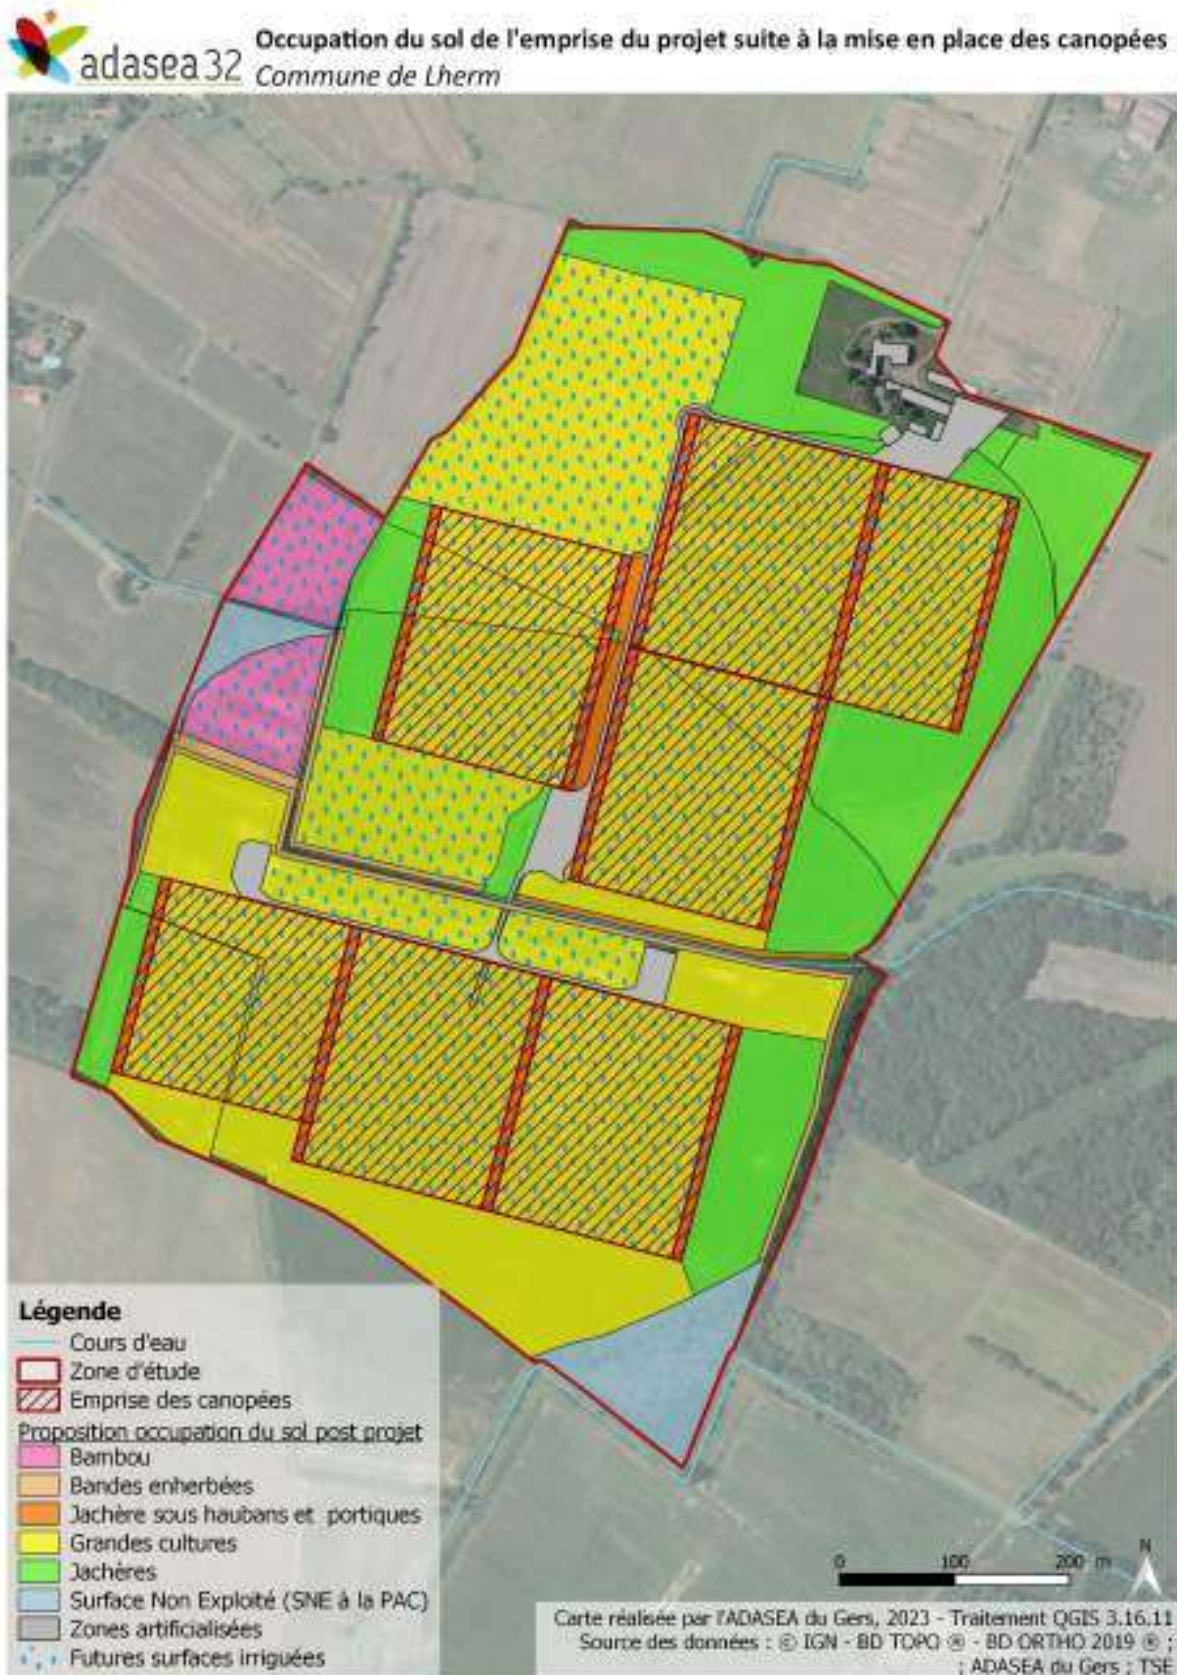 adasea32
Occupation du sol de l'emprise du projet suite à la mise en place des canopées
Commune de Lherm
Légende
Cours d'eau
Zone d'étude
Emprise des canopées
Proposition occupation du sol post projet
Bambou
Bandes enherbées
Jachère sous haubans et portiques
Grandes cultures
Jachères
Surface Non Exploité (SNE à la PAC)
Zones artificialisées
Futures surfaces irriguées
0 100 200 m
N
Carte réalisée par l'ADASEA du Gers, 2023 - Traitement QGIS 3.16.11
Source des données : © IGN - BD TOPO ® - BD ORTHO 2019 ® ;
; ADASEA du Gers ; TSE